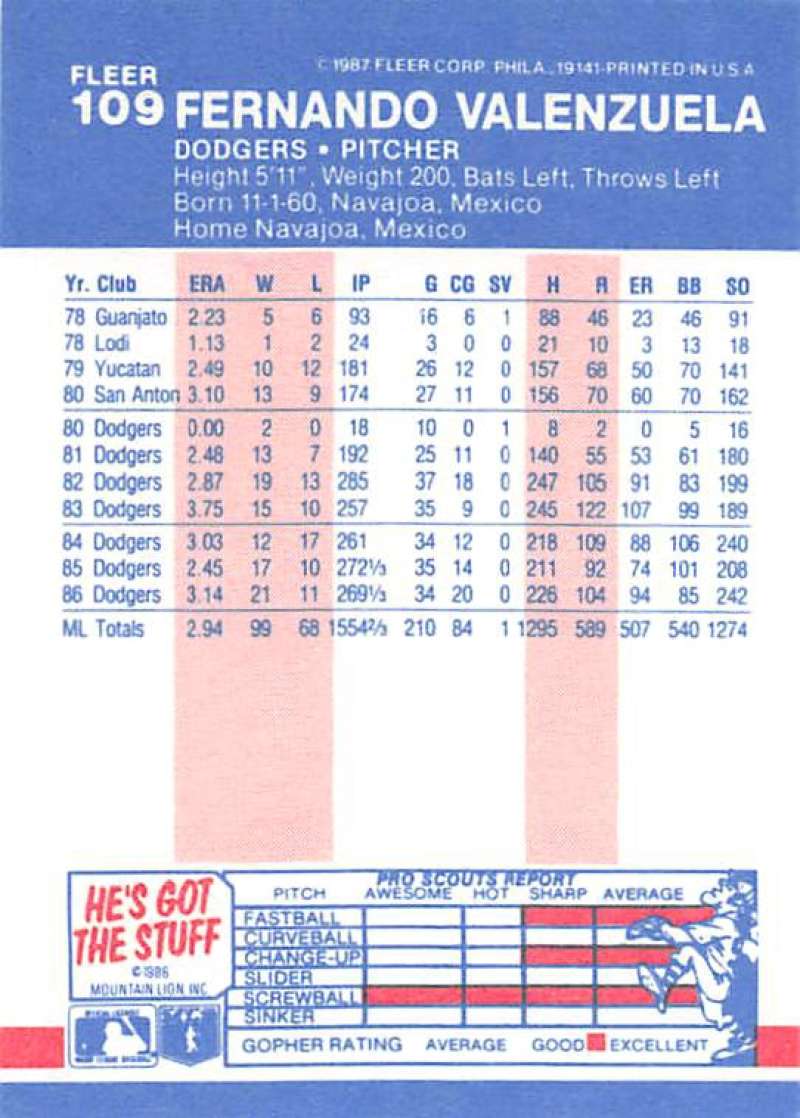 © 1987 FLEER CORP. PHILA., 19141-PRINTED IN U.S.A
FLEER
109 FERNANDO VALENZUELA
DODGERS • PITCHER
Height 5'11", Weight 200, Bats Left, Throws Left
Born 11-1-60, Navajoa, Mexico
Home Navajoa, Mexico
Yr. Club ERA W L IP G CG SV H R ER BB SO
78 Guanjato 2.23 5 6 93 16 6 1 88 46 23 46 91
78 Lodi 1.13 1 2 24 3 0 0 21 10 3 13 18
79 Yucatan 2.49 10 12 181 26 12 0 157 68 50 70 141
80 San Anton 3.10 13 9 174 27 11 0 156 70 60 70 162
80 Dodgers 0.00 2 0 18 10 0 1 8 2 0 5 16
81 Dodgers 2.48 13 7 192 25 11 0 140 55 53 61 180
82 Dodgers 2.87 19 13 285 37 18 0 247 105 91 83 199
83 Dodgers 3.75 15 10 257 35 9 0 245 122 107 99 189
84 Dodgers 3.03 12 17 261 34 12 0 218 109 88 106 240
85 Dodgers 2.45 17 10 272⅓ 35 14 0 211 92 74 101 208
86 Dodgers 3.14 21 11 269⅓ 34 20 0 226 104 94 85 242
ML Totals 2.94 99 68 1554⅔ 210 84 1 1295 589 507 540 1274
HE'S GOT
THE STUFF
© 1986
MOUNTAIN LION INC
PRO SCOUTS REPORT
PITCH AWESOME HOT SHARP AVERAGE
FASTBALL
CURVEBALL
CHANGE-UP
SLIDER
SCREWBALL
SINKER
GOPHER RATING AVERAGE GOOD EXCELLENT